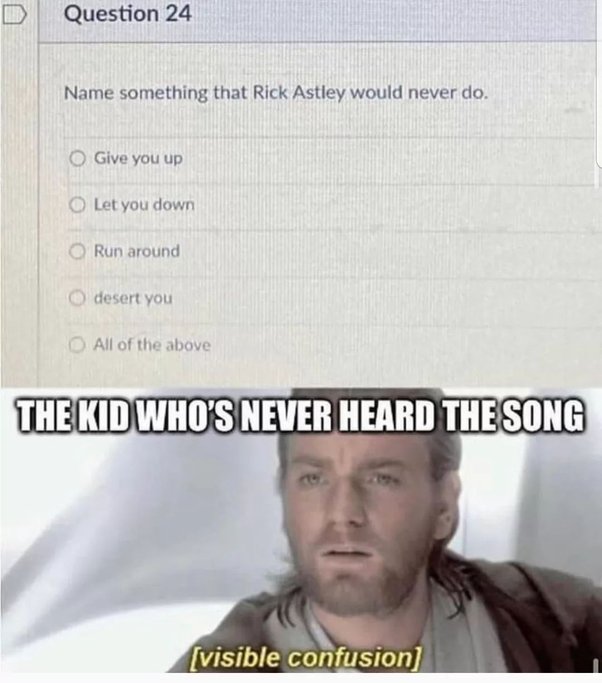 Question 24
Name something that Rick Astley would never do.
Give you up
Let you down
Run around
desert you
All of the above
THE KID WHO'S NEVER HEARD THE SONG
[visible confusion]